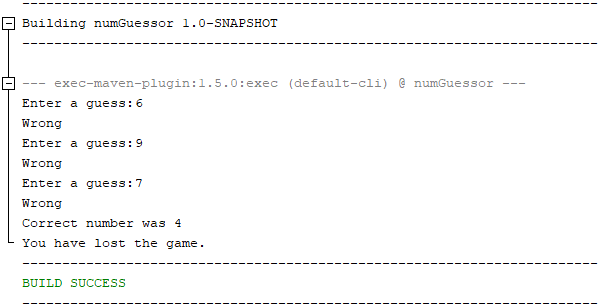 ------------------------------------------------------------------------
Building numGuessor 1.0-SNAPSHOT
------------------------------------------------------------------------
--- exec-maven-plugin:1.5.0:exec (default-cli) @ numGuessor ---
Enter a guess:6
Wrong
Enter a guess:9
Wrong
Enter a guess:7
Wrong
Correct number was 4
You have lost the game.
------------------------------------------------------------------------
BUILD SUCCESS
------------------------------------------------------------------------